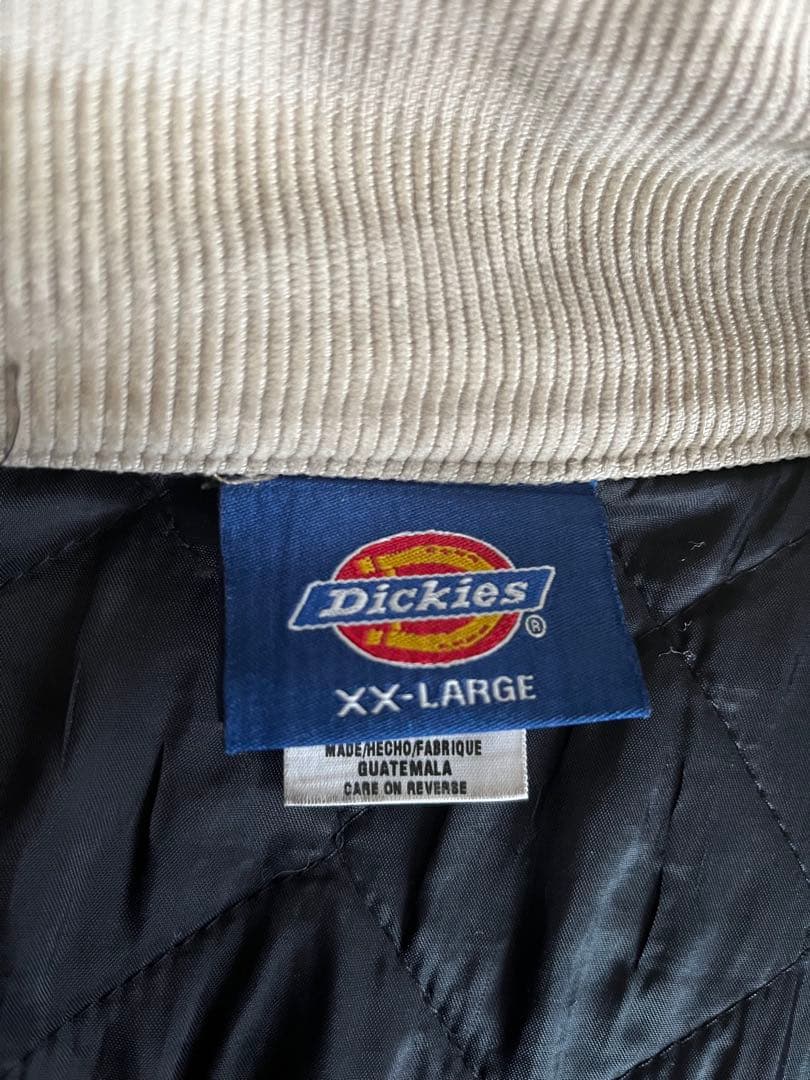 Dickies
®
XX-LARGE
MADE/HECHO/FABRIQUE
GUATEMALA
CARE ON REVERSE